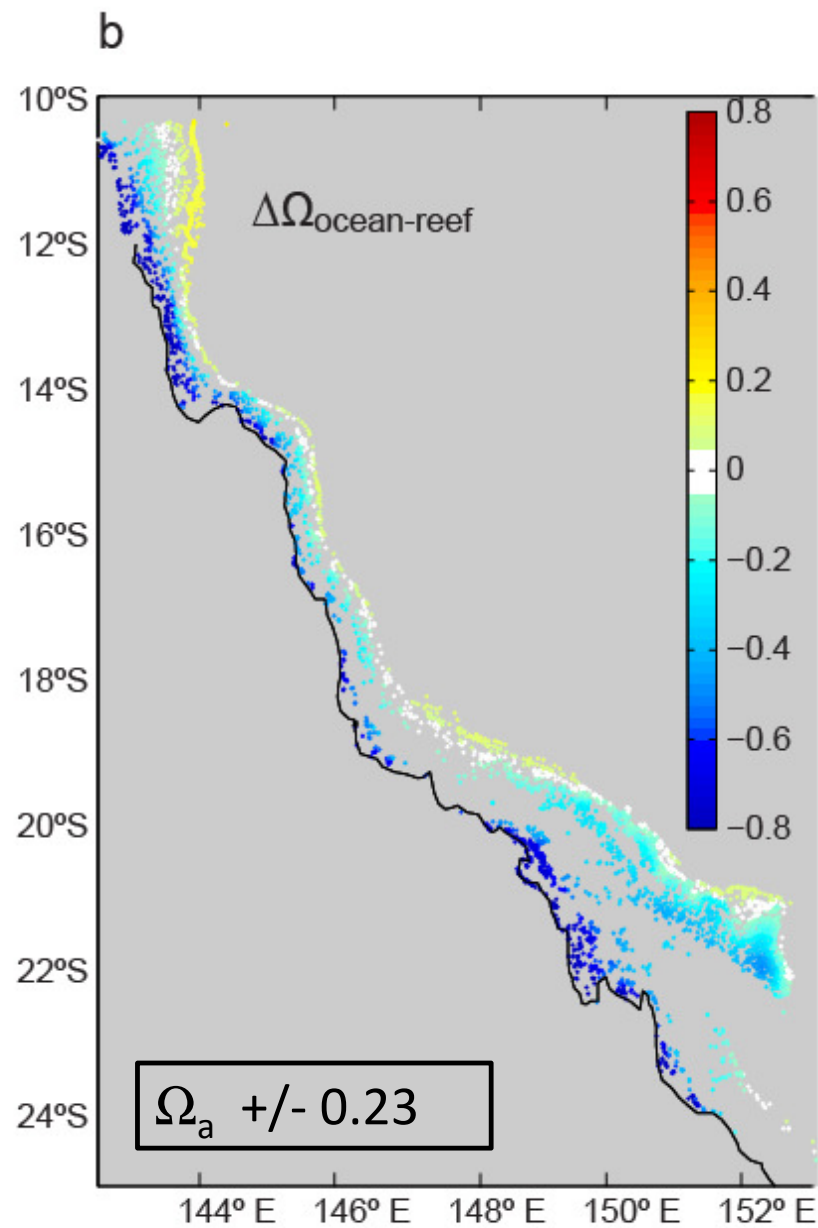 b
10ºS
12ºS
14ºS
16ºS
18ºS
20ºS
22ºS
24ºS
ΔΩocean-reef
0.8
0.6
0.4
0.2
0
−0.2
−0.4
−0.6
−0.8
Ωa +/- 0.23
144º E 146º E 148º E 150º E 152º E